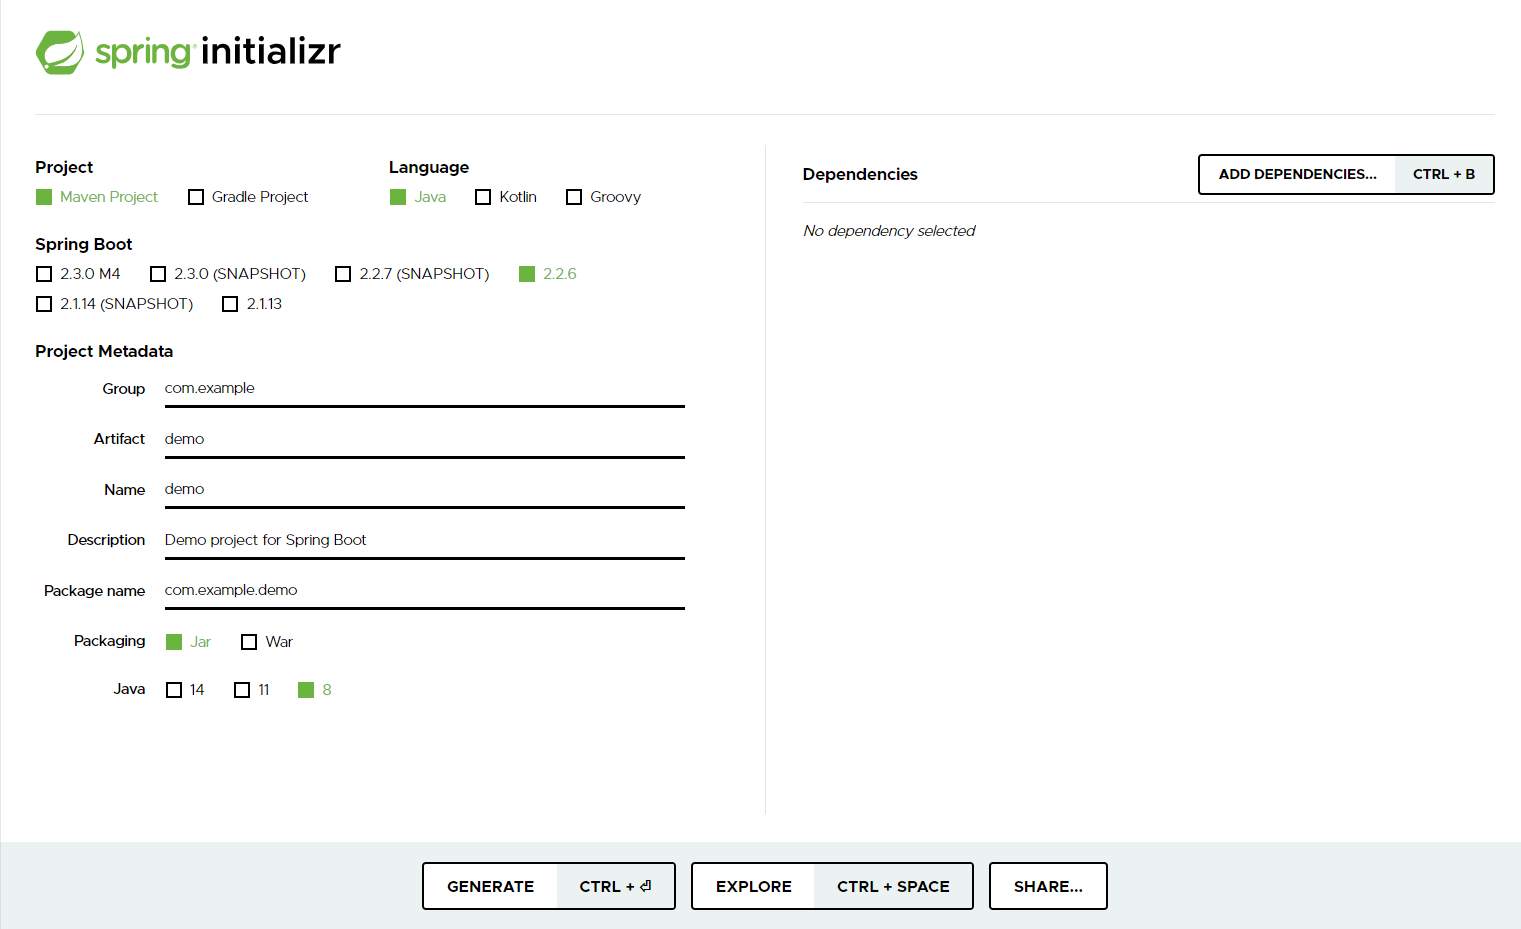 spring initializr
Project
Maven Project Gradle Project
Language
Java Kotlin Groovy
Spring Boot
2.3.0 M4 2.3.0 (SNAPSHOT) 2.2.7 (SNAPSHOT) 2.2.6
2.1.14 (SNAPSHOT) 2.1.13
Project Metadata
Group com.example
Artifact demo
Name demo
Description Demo project for Spring Boot
Package name com.example.demo
Packaging Jar War
Java 14 11 8
Dependencies
ADD DEPENDENCIES... CTRL + B
No dependency selected
GENERATE CTRL + ⏎ EXPLORE CTRL + SPACE SHARE...